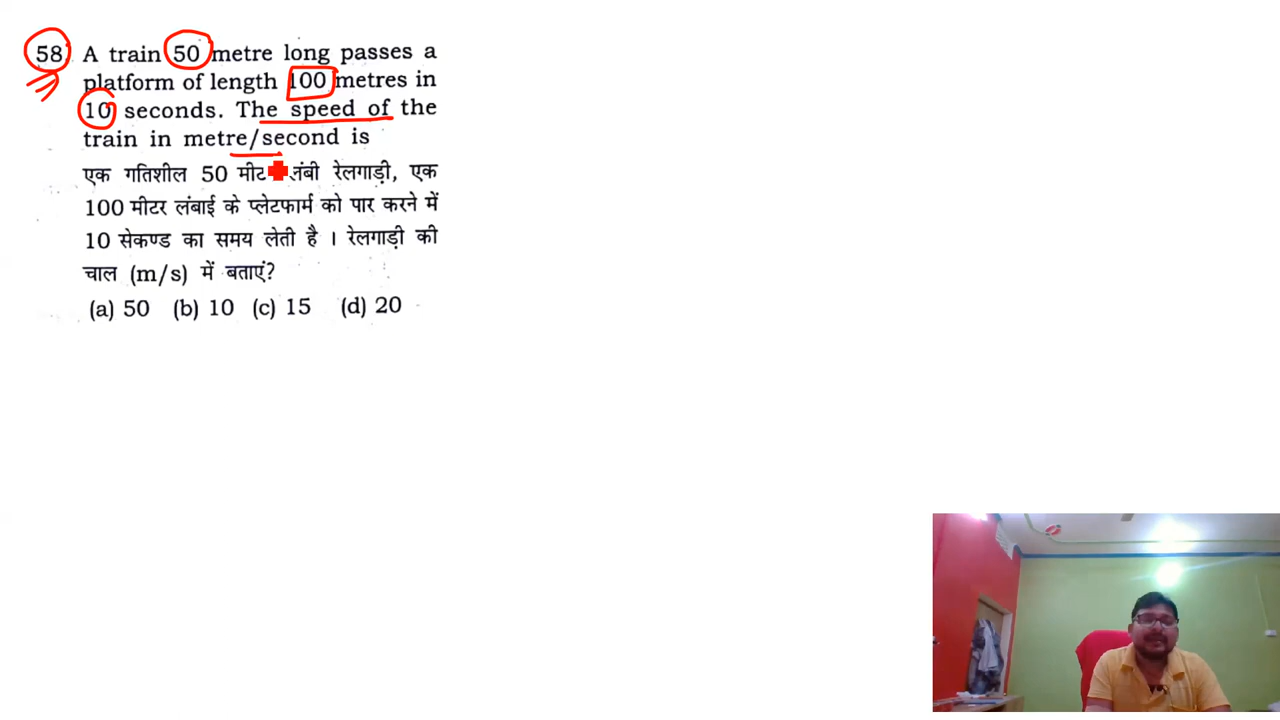 58. A train 50 metre long passes a
platform of length 100 metres in
10 seconds. The speed of the
train in metre/second is
एक गतिशील 50 मीटर लंबी रेलगाड़ी, एक
100 मीटर लंबाई के प्लेटफार्म को पार करने में
10 सेकण्ड का समय लेती है । रेलगाड़ी की
चाल (m/s) में बताएं?
(a) 50 (b) 10 (c) 15 (d) 20